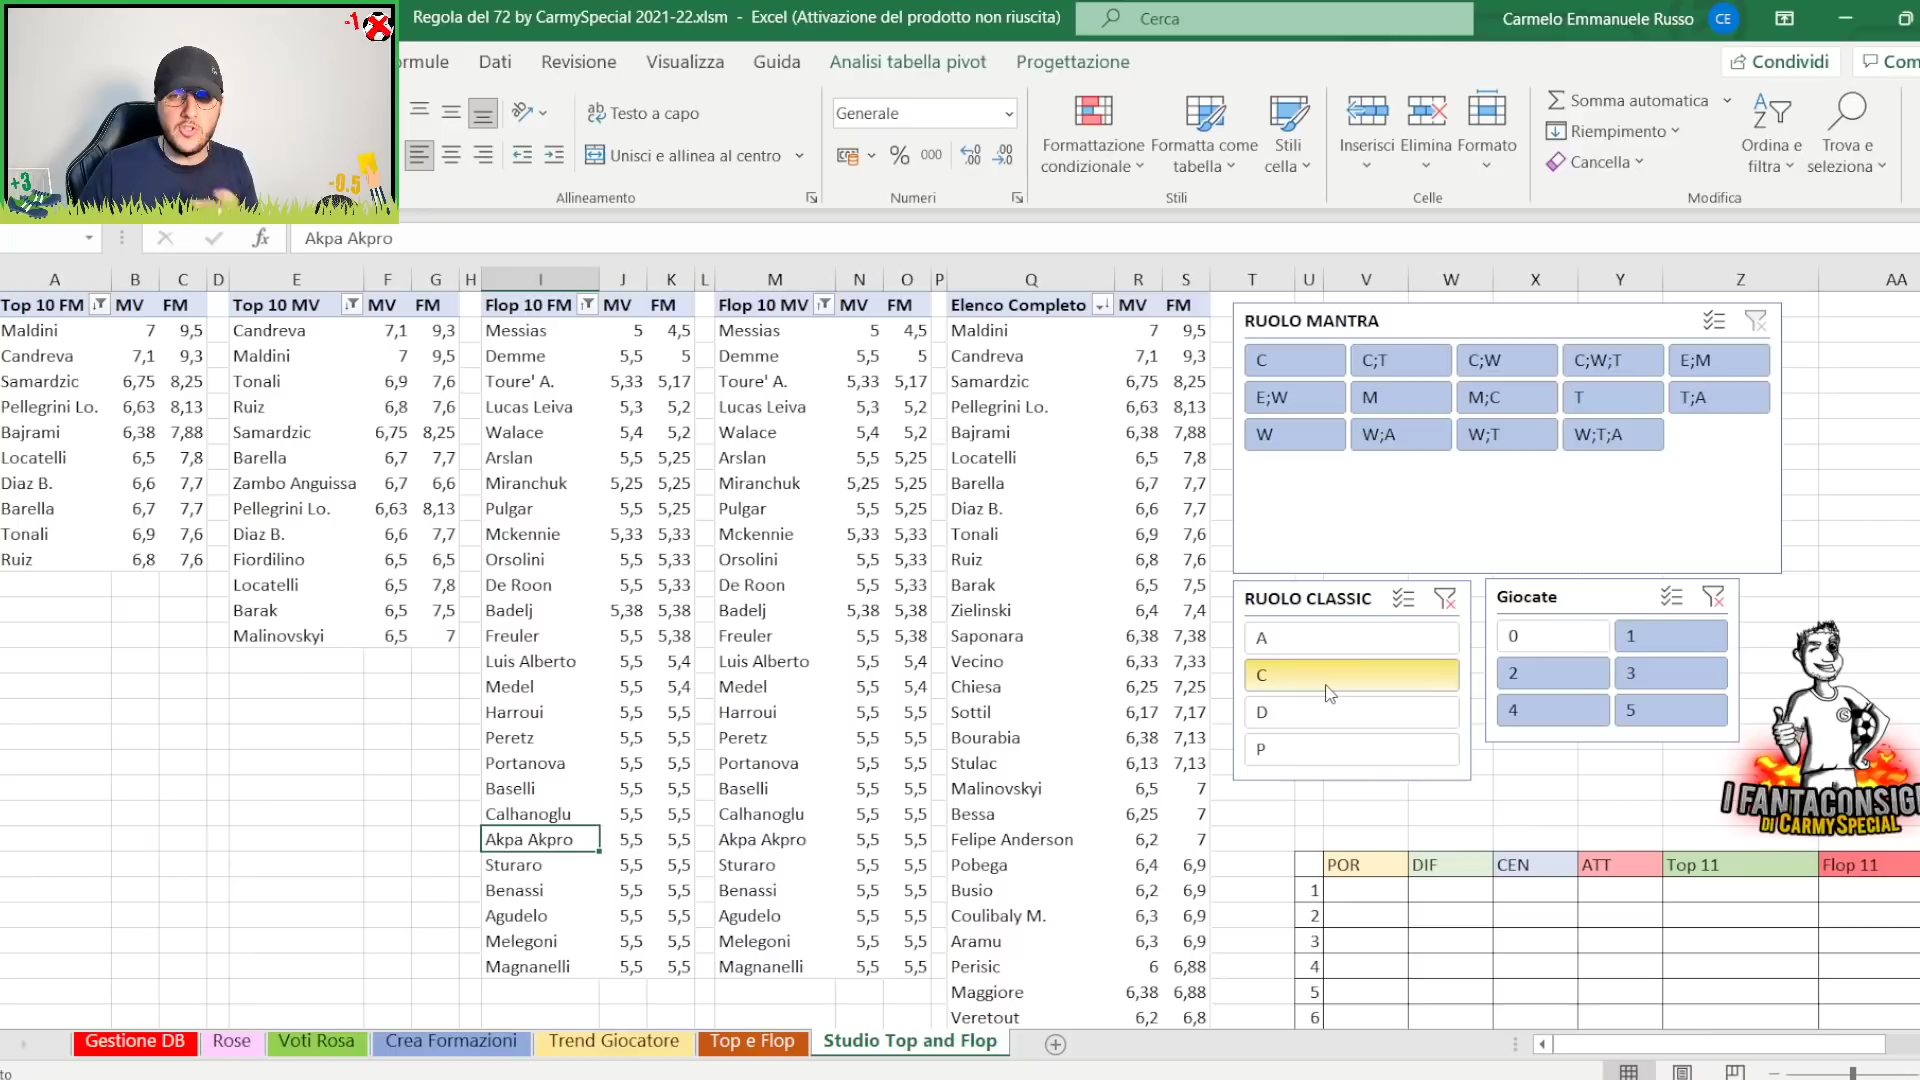 -1
+3
-0.5
Regola del 72 by CarmySpecial 2021-22.xlsm - Excel (Attivazione del prodotto non riuscita)
Cerca
Carmelo Emmanuele Russo CE
ormule Dati Revisione Visualizza Guida Analisi tabella pivot Progettazione
Condividi Com
Testo a capo
Unisci e allinea al centro
Allineamento
Generale
% 000
Numeri
Formattazione condizionale
Formatta come tabella
Stili cella
Stili
Inserisci Elimina Formato
Celle
Somma automatica
Riempimento
Cancella
Ordina e filtra
Trova e seleziona
Modifica
fx Akpa Akpro
A B C D E F G H I J K L M N O P Q R S T U V W X Y Z AA
Top 10 FM MV FM Top 10 MV MV FM Flop 10 FM MV FM Flop 10 MV MV FM Elenco Completo MV FM
Maldini 7 9,5 Candreva 7,1 9,3 Messias 5 4,5 Messias 5 4,5 Maldini 7 9,5
Candreva 7,1 9,3 Maldini 7 9,5 Demme 5,5 5 Demme 5,5 5 Candreva 7,1 9,3
Samardzic 6,75 8,25 Tonali 6,9 7,6 Toure' A. 5,33 5,17 Toure' A. 5,33 5,17 Samardzic 6,75 8,25
Pellegrini Lo. 6,63 8,13 Ruiz 6,8 7,6 Lucas Leiva 5,3 5,2 Lucas Leiva 5,3 5,2 Pellegrini Lo. 6,63 8,13
Bajrami 6,38 7,88 Samardzic 6,75 8,25 Walace 5,4 5,2 Walace 5,4 5,2 Bajrami 6,38 7,88
Locatelli 6,5 7,8 Barella 6,7 7,7 Arslan 5,5 5,25 Arslan 5,5 5,25 Locatelli 6,5 7,8
Diaz B. 6,6 7,7 Zambo Anguissa 6,7 6,6 Miranchuk 5,25 5,25 Miranchuk 5,25 5,25 Barella 6,7 7,7
Barella 6,7 7,7 Pellegrini Lo. 6,63 8,13 Pulgar 5,5 5,25 Pulgar 5,5 5,25 Diaz B. 6,6 7,7
Tonali 6,9 7,6 Diaz B. 6,6 7,7 Mckennie 5,33 5,33 Mckennie 5,33 5,33 Tonali 6,9 7,6
Ruiz 6,8 7,6 Fiordilino 6,5 6,5 Orsolini 5,5 5,33 Orsolini 5,5 5,33 Ruiz 6,8 7,6
Locatelli 6,5 7,8 De Roon 5,5 5,33 De Roon 5,5 5,33 Barak 6,5 7,5
Barak 6,5 7,5 Badelj 5,38 5,38 Badelj 5,38 5,38 Zielinski 6,4 7,4
Malinovskyi 6,5 7 Freuler 5,5 5,38 Freuler 5,5 5,38 Saponara 6,38 7,38
Luis Alberto 5,5 5,4 Luis Alberto 5,5 5,4 Vecino 6,33 7,33
Medel 5,5 5,4 Medel 5,5 5,4 Chiesa 6,25 7,25
Harroui 5,5 5,5 Harroui 5,5 5,5 Sottil 6,17 7,17
Peretz 5,5 5,5 Peretz 5,5 5,5 Bourabia 6,38 7,13
Portanova 5,5 5,5 Portanova 5,5 5,5 Stulac 6,13 7,13
Baselli 5,5 5,5 Baselli 5,5 5,5 Malinovskyi 6,5 7
Calhanoglu 5,5 5,5 Calhanoglu 5,5 5,5 Bessa 6,25 7
Akpa Akpro 5,5 5,5 Akpa Akpro 5,5 5,5 Felipe Anderson 6,2 7
Sturaro 5,5 5,5 Sturaro 5,5 5,5 Pobega 6,4 6,9
Benassi 5,5 5,5 Benassi 5,5 5,5 Busio 6,2 6,9
Agudelo 5,5 5,5 Agudelo 5,5 5,5 Coulibaly M. 6,3 6,9
Melegoni 5,5 5,5 Melegoni 5,5 5,5 Aramu 6,3 6,9
Magnanelli 5,5 5,5 Magnanelli 5,5 5,5 Perisic 6 6,88
Maggiore 6,38 6,88
Veretout 6,2 6,8
RUOLO MANTRA
C C;T C;W C;W;T E;M
E;W M M;C T T;A
W W;A W;T W;T;A
RUOLO CLASSIC
A
C
D
P
Giocate
0 1
2 3
4 5
I FANTACONSIGL
DI CARMYSPECIAL
POR DIF CEN ATT Top 11 Flop 11
1
2
3
4
5
6
Gestione DB Rose Voti Rosa Crea Formazioni Trend Giocatore Top e Flop Studio Top and Flop
to